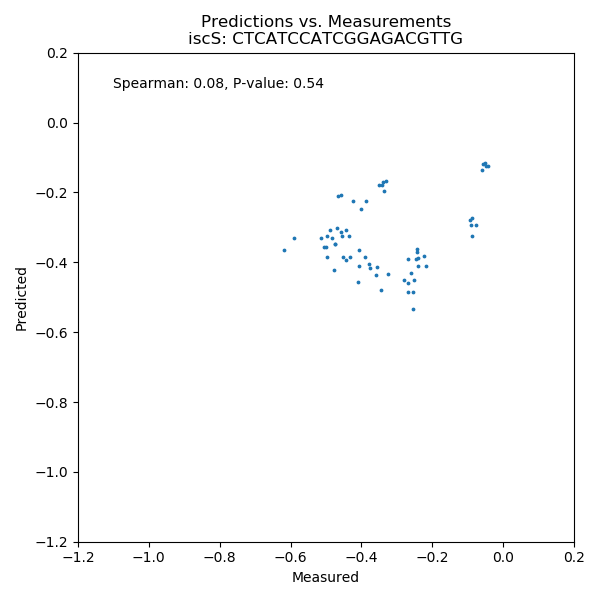 Predictions vs. Measurements
iscS: CTCATCCATCGGAGACGTTG
Spearman: 0.08, P-value: 0.54
0.2
0.0
−0.2
−0.4
−0.6
−0.8
−1.0
−1.2
Predicted
−1.2 −1.0 −0.8 −0.6 −0.4 −0.2 0.0 0.2
Measured